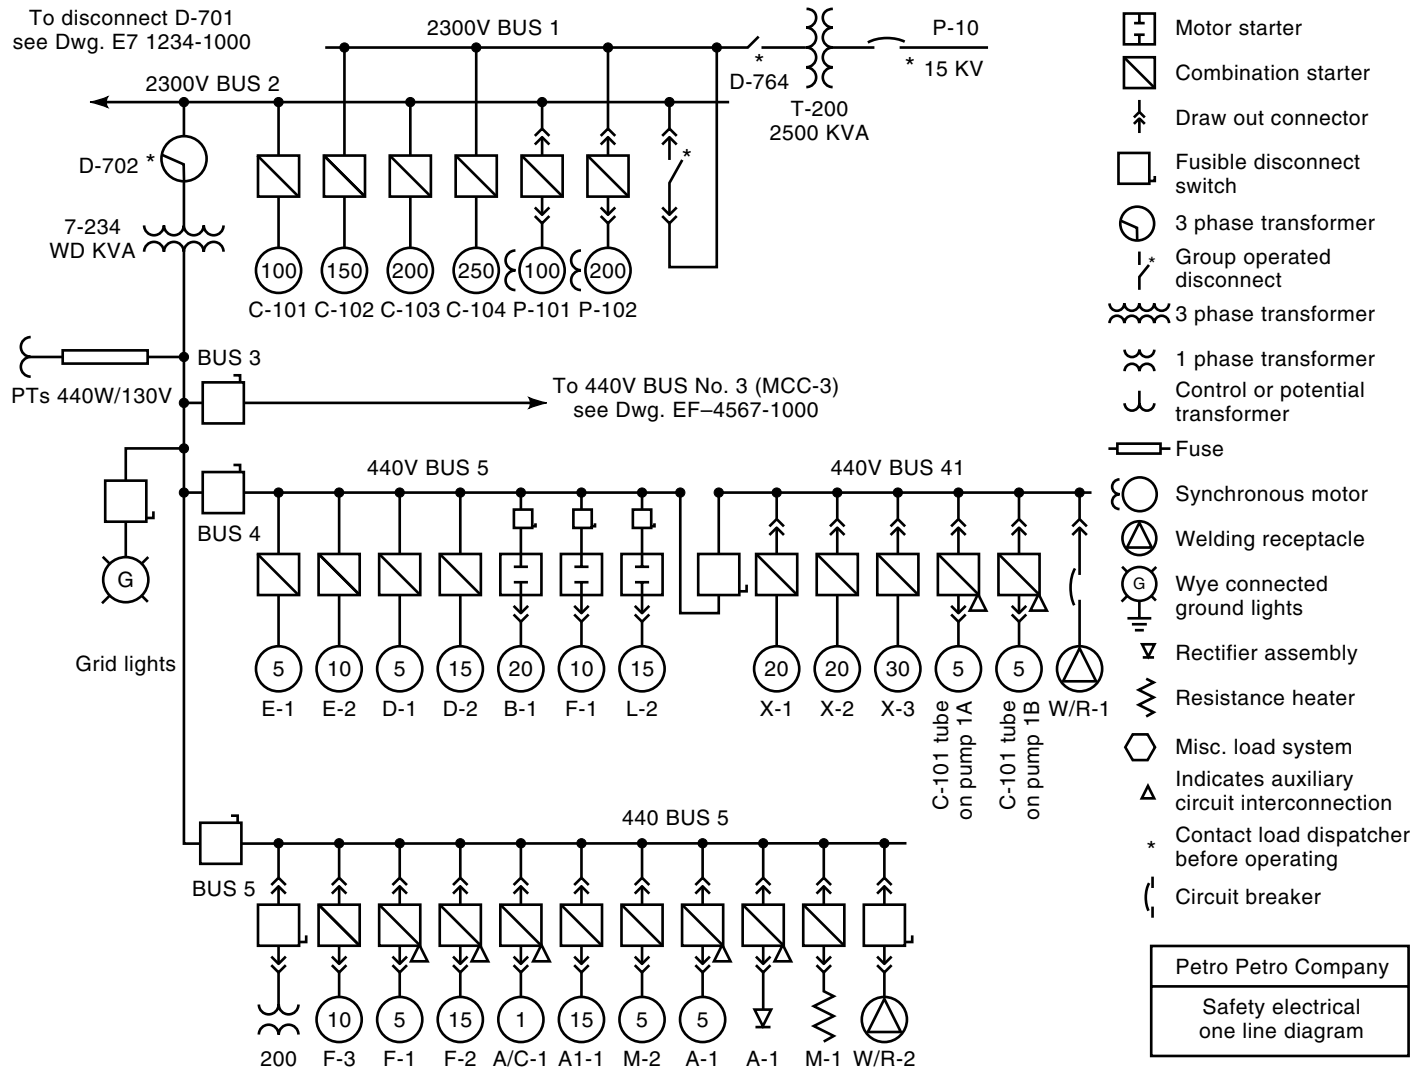 To disconnect D-701
see Dwg. E7 1234-1000
2300V BUS 1
P-10
* 15 KV
*
D-764
T-200
2500 KVA
2300V BUS 2
D-702 *
*
7-234
WD KVA
100
150
200
250
100
200
C-101
C-102
C-103
C-104
P-101
P-102
BUS 3
PTs 440W/130V
To 440V BUS No. 3 (MCC-3)
see Dwg. EF–4567-1000
440V BUS 5
440V BUS 41
BUS 4
G
Grid lights
5
10
5
15
20
10
15
20
20
30
5
5
E-1
E-2
D-1
D-2
B-1
F-1
L-2
X-1
X-2
X-3
C-101 tube
on pump 1A
C-101 tube
on pump 1B
W/R-1
440 BUS 5
BUS 5
10
5
15
1
15
5
5
200
F-3
F-1
F-2
A/C-1
A1-1
M-2
A-1
A-1
M-1
W/R-2
Motor starter
Combination starter
Draw out connector
Fusible disconnect
switch
3 phase transformer
*
Group operated
disconnect
3 phase transformer
1 phase transformer
Control or potential
transformer
Fuse
Synchronous motor
Welding receptacle
G
Wye connected
ground lights
Rectifier assembly
Resistance heater
Misc. load system
Indicates auxiliary
circuit interconnection
*
Contact load dispatcher
before operating
Circuit breaker
Petro Petro Company
Safety electrical
one line diagram